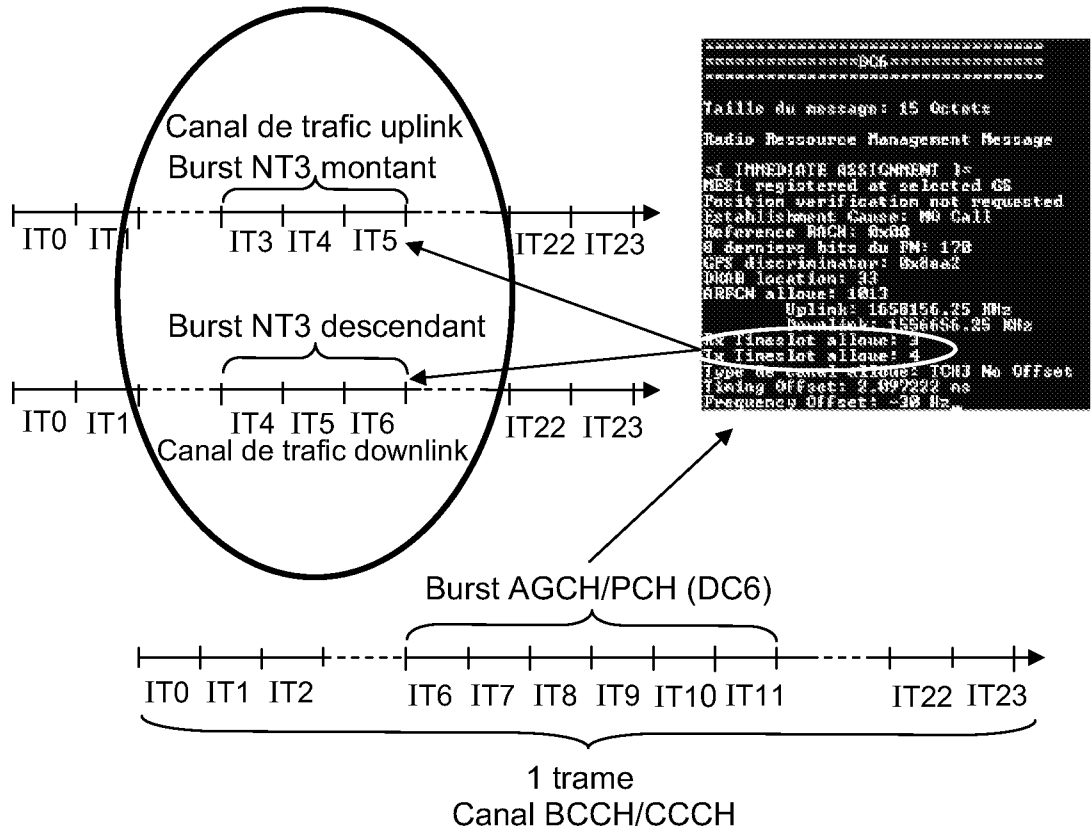 Canal de trafic uplink
Burst NT3 montant
IT0 IT1 IT3 IT4 IT5 IT22 IT23
Burst NT3 descendant
IT0 IT1 IT4 IT5 IT6 IT22 IT23
Canal de trafic downlink
DC6
Taille du message: 15 Octets
Radio Ressource Management Message
IMMEDIATE ASSIGNMENT
MES1 registered at selected GS
Position verification not requested
Establishment Cause: MO Call
Reference RACH: 0x00
8 derniers bits du FN: 170
GPS discriminator:
DKAB location: 33
ARFCN alloue: 1013
Uplink: 1658156.25 KHz
Downlink: 1556656.25 KHz
Rx Timeslot alloue: 3
Tx Timeslot alloue: 4
Type de canal alloue: TCH3 No Offset
Timing Offset: 2.097222 ms
Frequency Offset: -30 Hz
Burst AGCH/PCH (DC6)
IT0 IT1 IT2 IT6 IT7 IT8 IT9 IT10 IT11 IT22 IT23
1 trame
Canal BCCH/CCCH